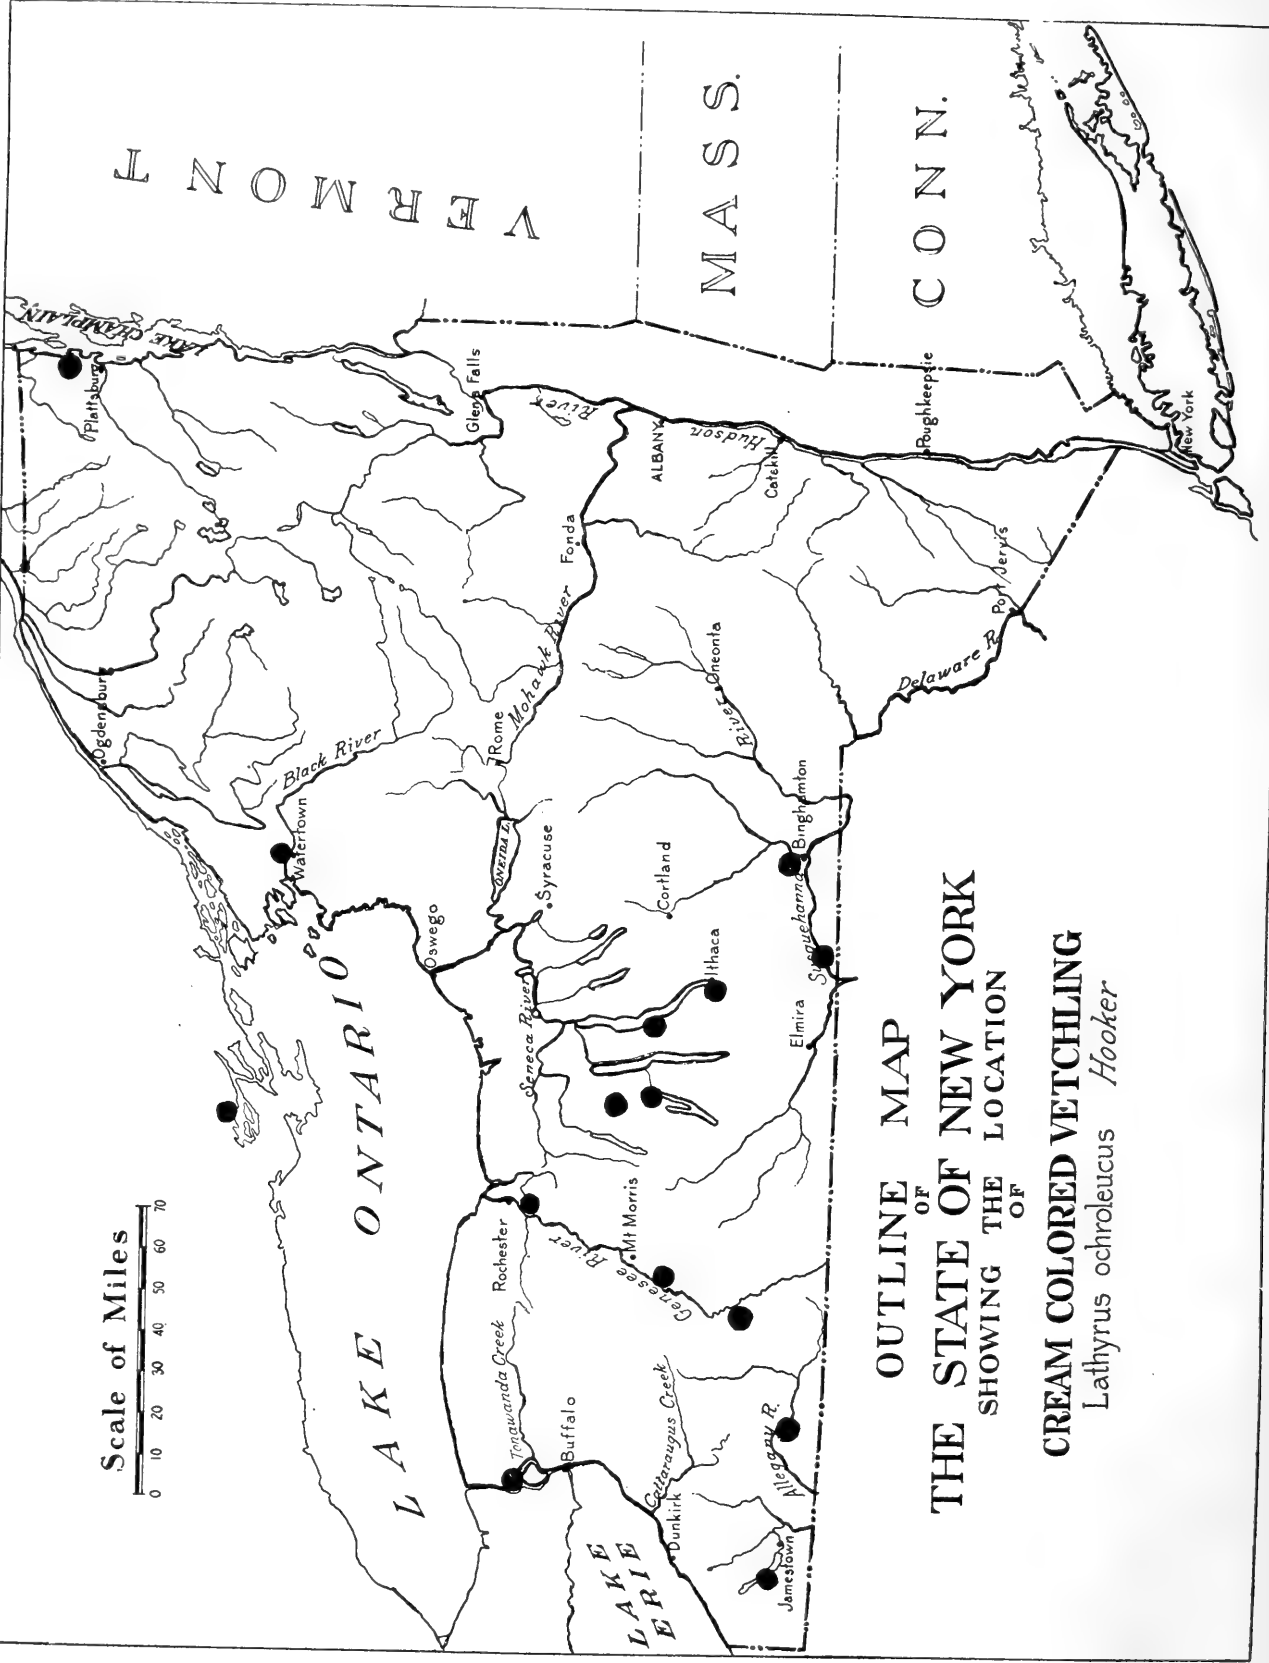 OUTLINE MAP
OF
THE STATE OF NEW YORK
SHOWING THE LOCATION
OF
CREAM COLORED VETCHLING
Lathyrus ochroleucus Hooker
Scale of Miles
0 10 20 30 40 50 60 70
LAKE ONTARIO
LAKE
ERIE
VERMONT
MASS.
CONN.
LAKE CHAMPLAIN
Plattsburg
Ogdensburg
Watertown
Black River
Glens Falls
Hudson River
ALBANY
Catskill
Poughkeepsie
New York
Port Jervis
Delaware R.
Fonda
Mohawk River
Rome
ONEIDA L.
Oswego
Syracuse
Cortland
Oneonta
River
Binghamton
Susquehanna
Ithaca
Elmira
Seneca River
Rochester
Mt Morris
Genesee River
Tonawanda Creek
Buffalo
Cattaraugus Creek
Dunkirk
Allegany R.
Jamestown